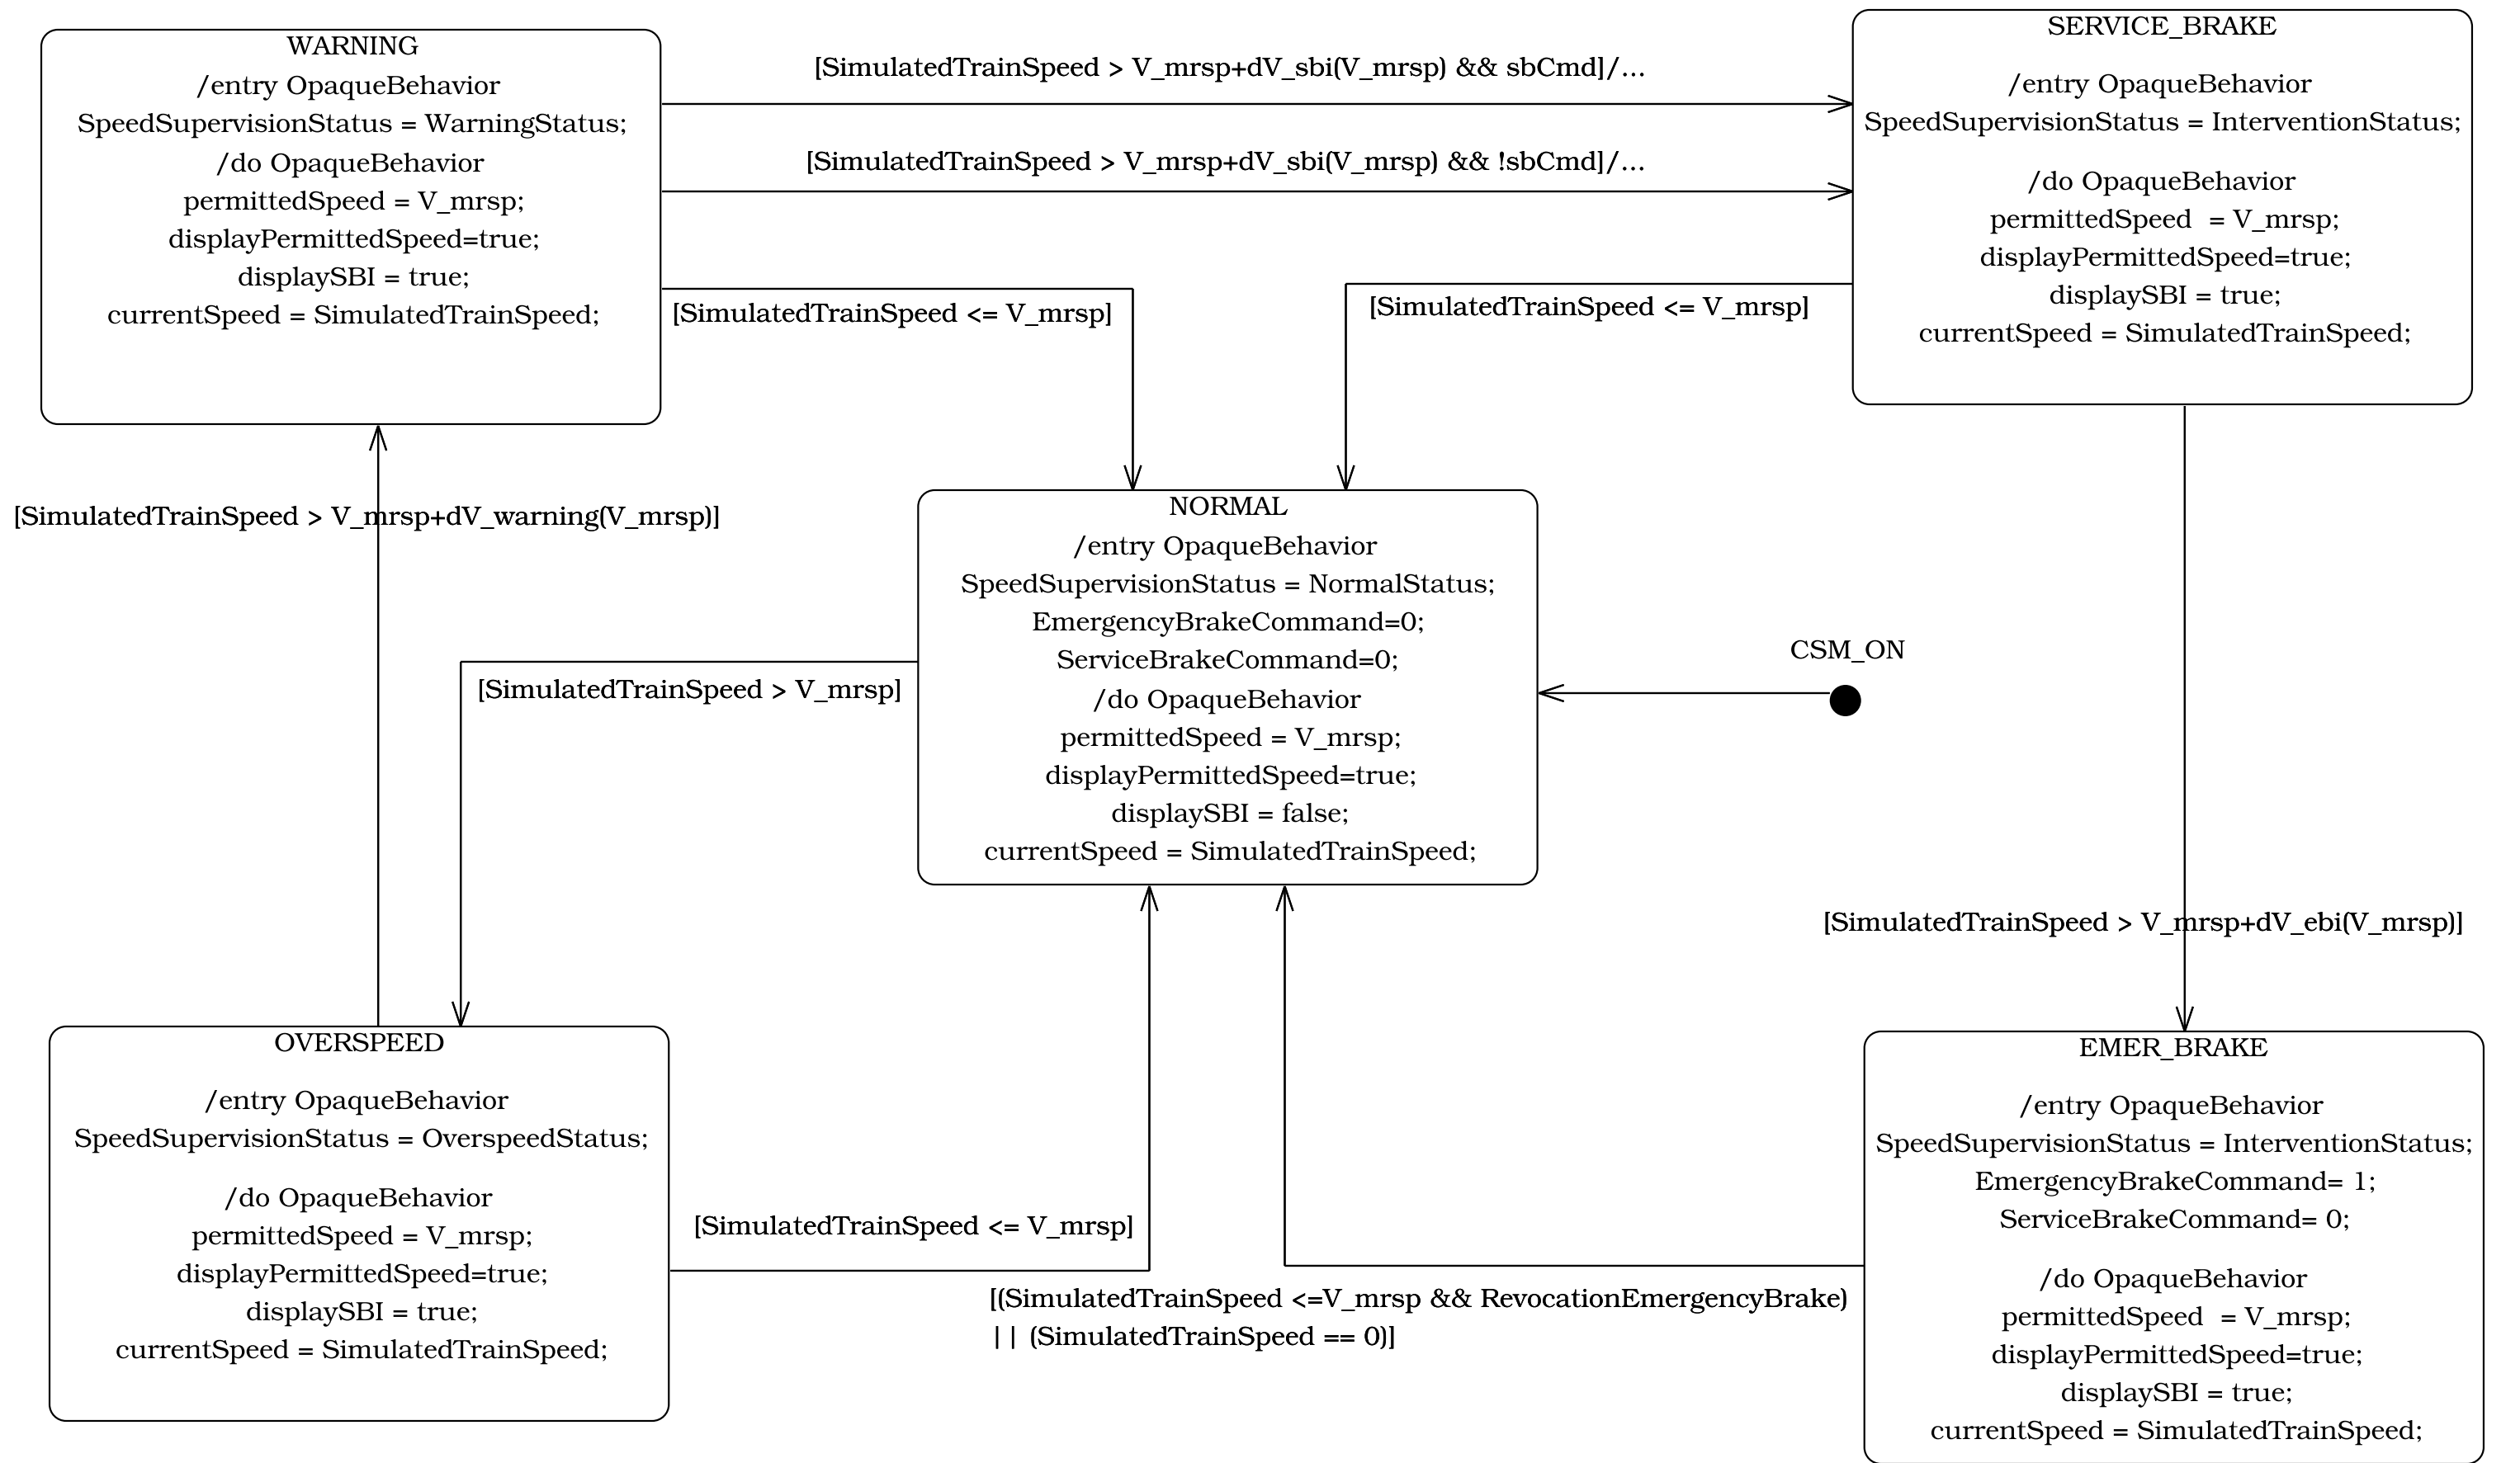 WARNING
/entry OpaqueBehavior
SpeedSupervisionStatus = WarningStatus;
/do OpaqueBehavior
permittedSpeed = V_mrsp;
displayPermittedSpeed=true;
displaySBI = true;
currentSpeed = SimulatedTrainSpeed;
[SimulatedTrainSpeed > V_mrsp+dV_sbi(V_mrsp) && sbCmd]/...
[SimulatedTrainSpeed > V_mrsp+dV_sbi(V_mrsp) && !sbCmd]/...
[SimulatedTrainSpeed <= V_mrsp]
[SimulatedTrainSpeed <= V_mrsp]
SERVICE_BRAKE
/entry OpaqueBehavior
SpeedSupervisionStatus = InterventionStatus;
/do OpaqueBehavior
permittedSpeed  = V_mrsp;
displayPermittedSpeed=true;
displaySBI = true;
currentSpeed = SimulatedTrainSpeed;
[SimulatedTrainSpeed > V_mrsp+dV_warning(V_mrsp)]
NORMAL
/entry OpaqueBehavior
SpeedSupervisionStatus = NormalStatus;
EmergencyBrakeCommand=0;
ServiceBrakeCommand=0;
/do OpaqueBehavior
permittedSpeed = V_mrsp;
displayPermittedSpeed=true;
displaySBI = false;
currentSpeed = SimulatedTrainSpeed;
CSM_ON
[SimulatedTrainSpeed > V_mrsp]
[SimulatedTrainSpeed > V_mrsp+dV_ebi(V_mrsp)]
OVERSPEED
/entry OpaqueBehavior
SpeedSupervisionStatus = OverspeedStatus;
/do OpaqueBehavior
permittedSpeed = V_mrsp;
displayPermittedSpeed=true;
displaySBI = true;
currentSpeed = SimulatedTrainSpeed;
[SimulatedTrainSpeed <= V_mrsp]
[(SimulatedTrainSpeed <=V_mrsp && RevocationEmergencyBrake)
|| (SimulatedTrainSpeed == 0)]
EMER_BRAKE
/entry OpaqueBehavior
SpeedSupervisionStatus = InterventionStatus;
EmergencyBrakeCommand= 1;
ServiceBrakeCommand= 0;
/do OpaqueBehavior
permittedSpeed  = V_mrsp;
displayPermittedSpeed=true;
displaySBI = true;
currentSpeed = SimulatedTrainSpeed;